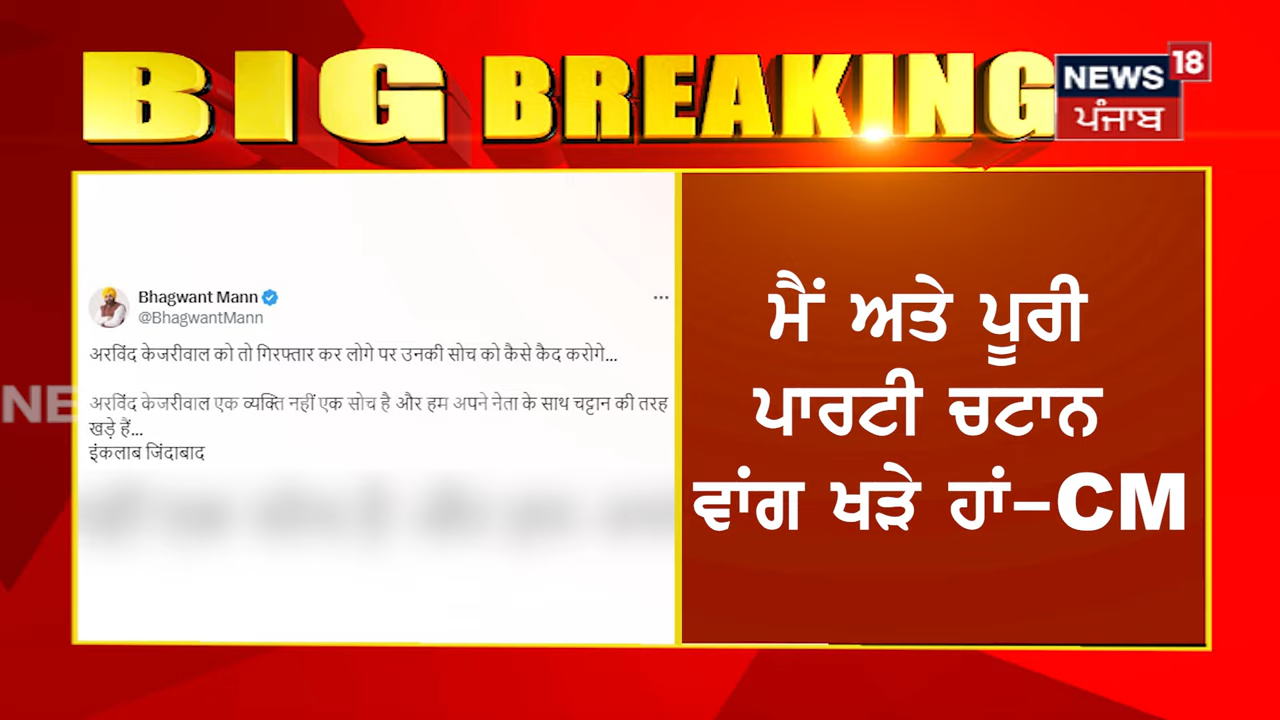 BIG BREAKING
NEWS 18
ਪੰਜਾਬ
Bhagwant Mann
@BhagwantMann
अरविंद केजरीवाल को तो गिरफ्तार कर लोगे पर उनकी सोच को कैसे कैद करोगे...
अरविंद केजरीवाल एक व्यक्ति नहीं एक सोच है और हम अपने नेता के साथ चट्टान की तरह
खड़े हैं...
इंकलाब जिंदाबाद
ਮੈਂ ਅਤੇ ਪੂਰੀ
ਪਾਰਟੀ ਚਟਾਨ
ਵਾਂਗ ਖੜੇ ਹਾਂ-CM
NE